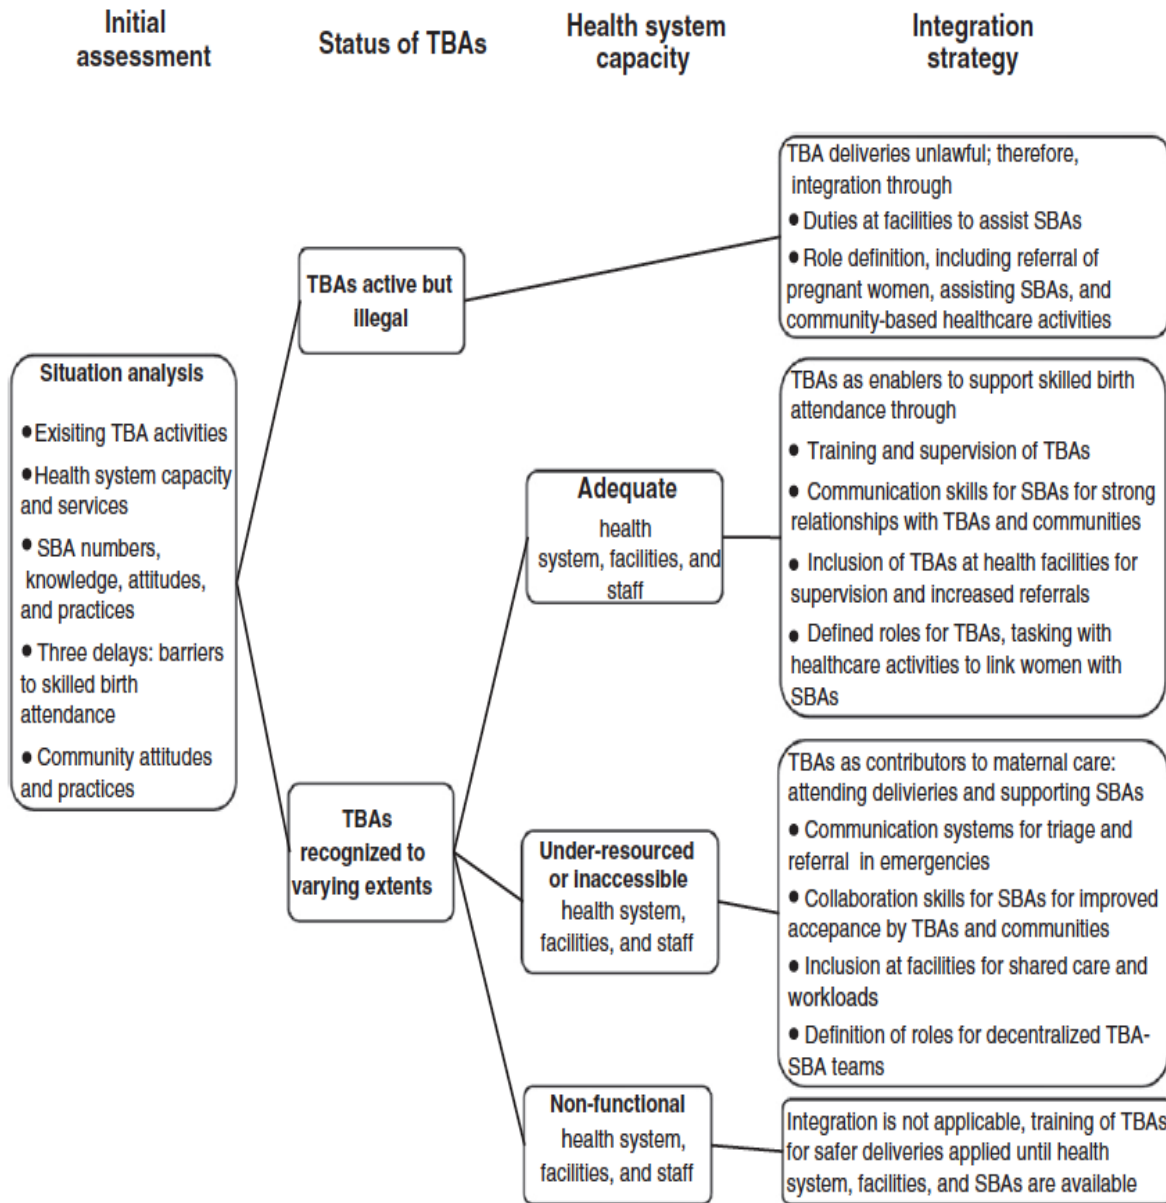 Initial
assessment
Status of TBAs
Health system
capacity
Integration
strategy
Situation analysis
● Exisiting TBA activities
● Health system capacity
and services
● SBA numbers,
knowledge, attitudes,
and practices
● Three delays: barriers
to skilled birth
attendance
● Community attitudes
and practices
TBAs active but
illegal
TBAs
recognized to
varying extents
Adequate
health
system, facilities, and
staff
Under-resourced
or inaccessible
health system,
facilities, and staff
Non-functional
health system,
facilities, and staff
TBA deliveries unlawful; therefore,
integration through
● Duties at facilities to assist SBAs
● Role definition, including referral of
pregnant women, assisting SBAs, and
community-based healthcare activities
TBAs as enablers to support skilled birth
attendance through
● Training and supervision of TBAs
● Communication skills for SBAs for strong
relationships with TBAs and communities
● Inclusion of TBAs at health facilities for
supervision and increased referrals
● Defined roles for TBAs, tasking with
healthcare activities to link women with
SBAs
TBAs as contributors to maternal care:
attending delivieries and supporting SBAs
● Communication systems for triage and
referral in emergencies
● Collaboration skills for SBAs for improved
accepance by TBAs and communities
● Inclusion at facilities for shared care and
workloads
● Definition of roles for decentralized TBA-
SBA teams
Integration is not applicable, training of TBAs
for safer deliveries applied until health
system, facilities, and SBAs are available